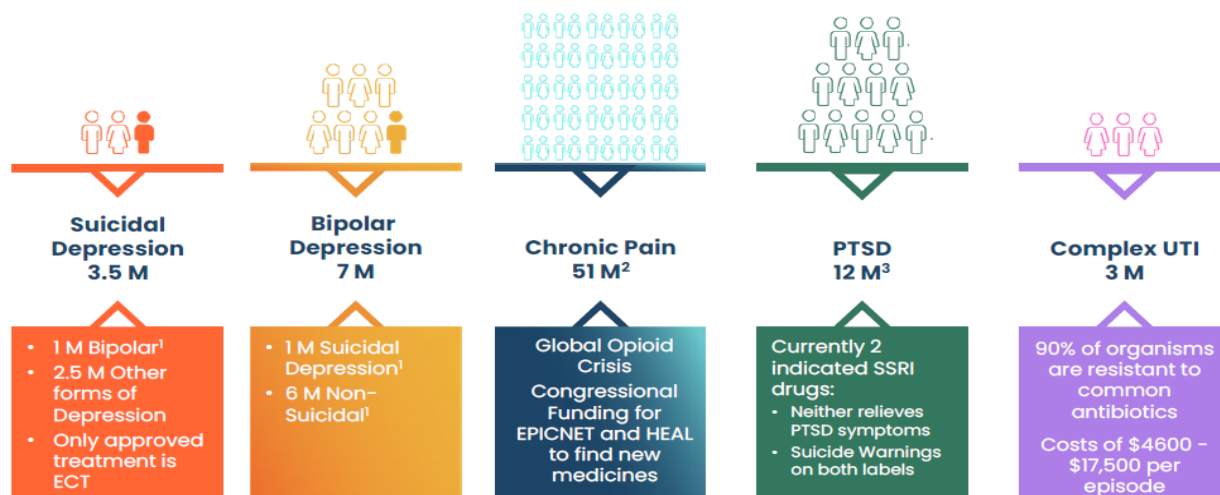 Suicidal
Depression
3.5 M
• 1 M Bipolar¹
• 2.5 M Other
forms of
Depression
• Only approved
treatment is
ECT
Bipolar
Depression
7 M
• 1 M Suicidal
Depression¹
• 6 M Non-
Suicidal¹
Chronic Pain
51 M²
Global Opioid
Crisis
Congressional
Funding for
EPICNET and HEAL
to find new
medicines
PTSD
12 M³
Currently 2
indicated SSRI
drugs:
• Neither relieves
PTSD symptoms
• Suicide Warnings
on both labels
Complex UTI
3 M
90% of organisms
are resistant to
common
antibiotics
Costs of $4600 -
$17,500 per
episode